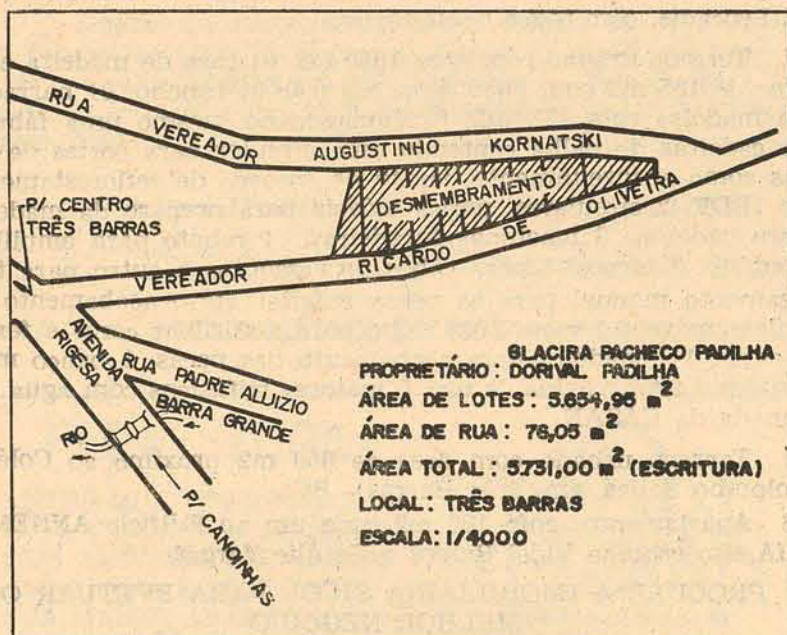 RUA
VEREADOR AUGUSTINHO KORNATSKI
DESMEMBRAMENTO
P/ CENTRO
TRÊS BARRAS
VEREADOR RICARDO DE OLIVEIRA
AVENIDA
RIGESA
RUA PADRE ALUIZIO
BARRA GRANDE
RIO
P/ CANOINHAS
GLACIRA PACHECO PADILHA
PROPRIETÁRIO: DORIVAL PADILHA
ÁREA DE LOTES: 5.654,95 m²
ÁREA DE RUA: 76,05 m²
ÁREA TOTAL: 5.731,00 m² (ESCRITURA)
LOCAL: TRÊS BARRAS
ESCALA: 1/4000